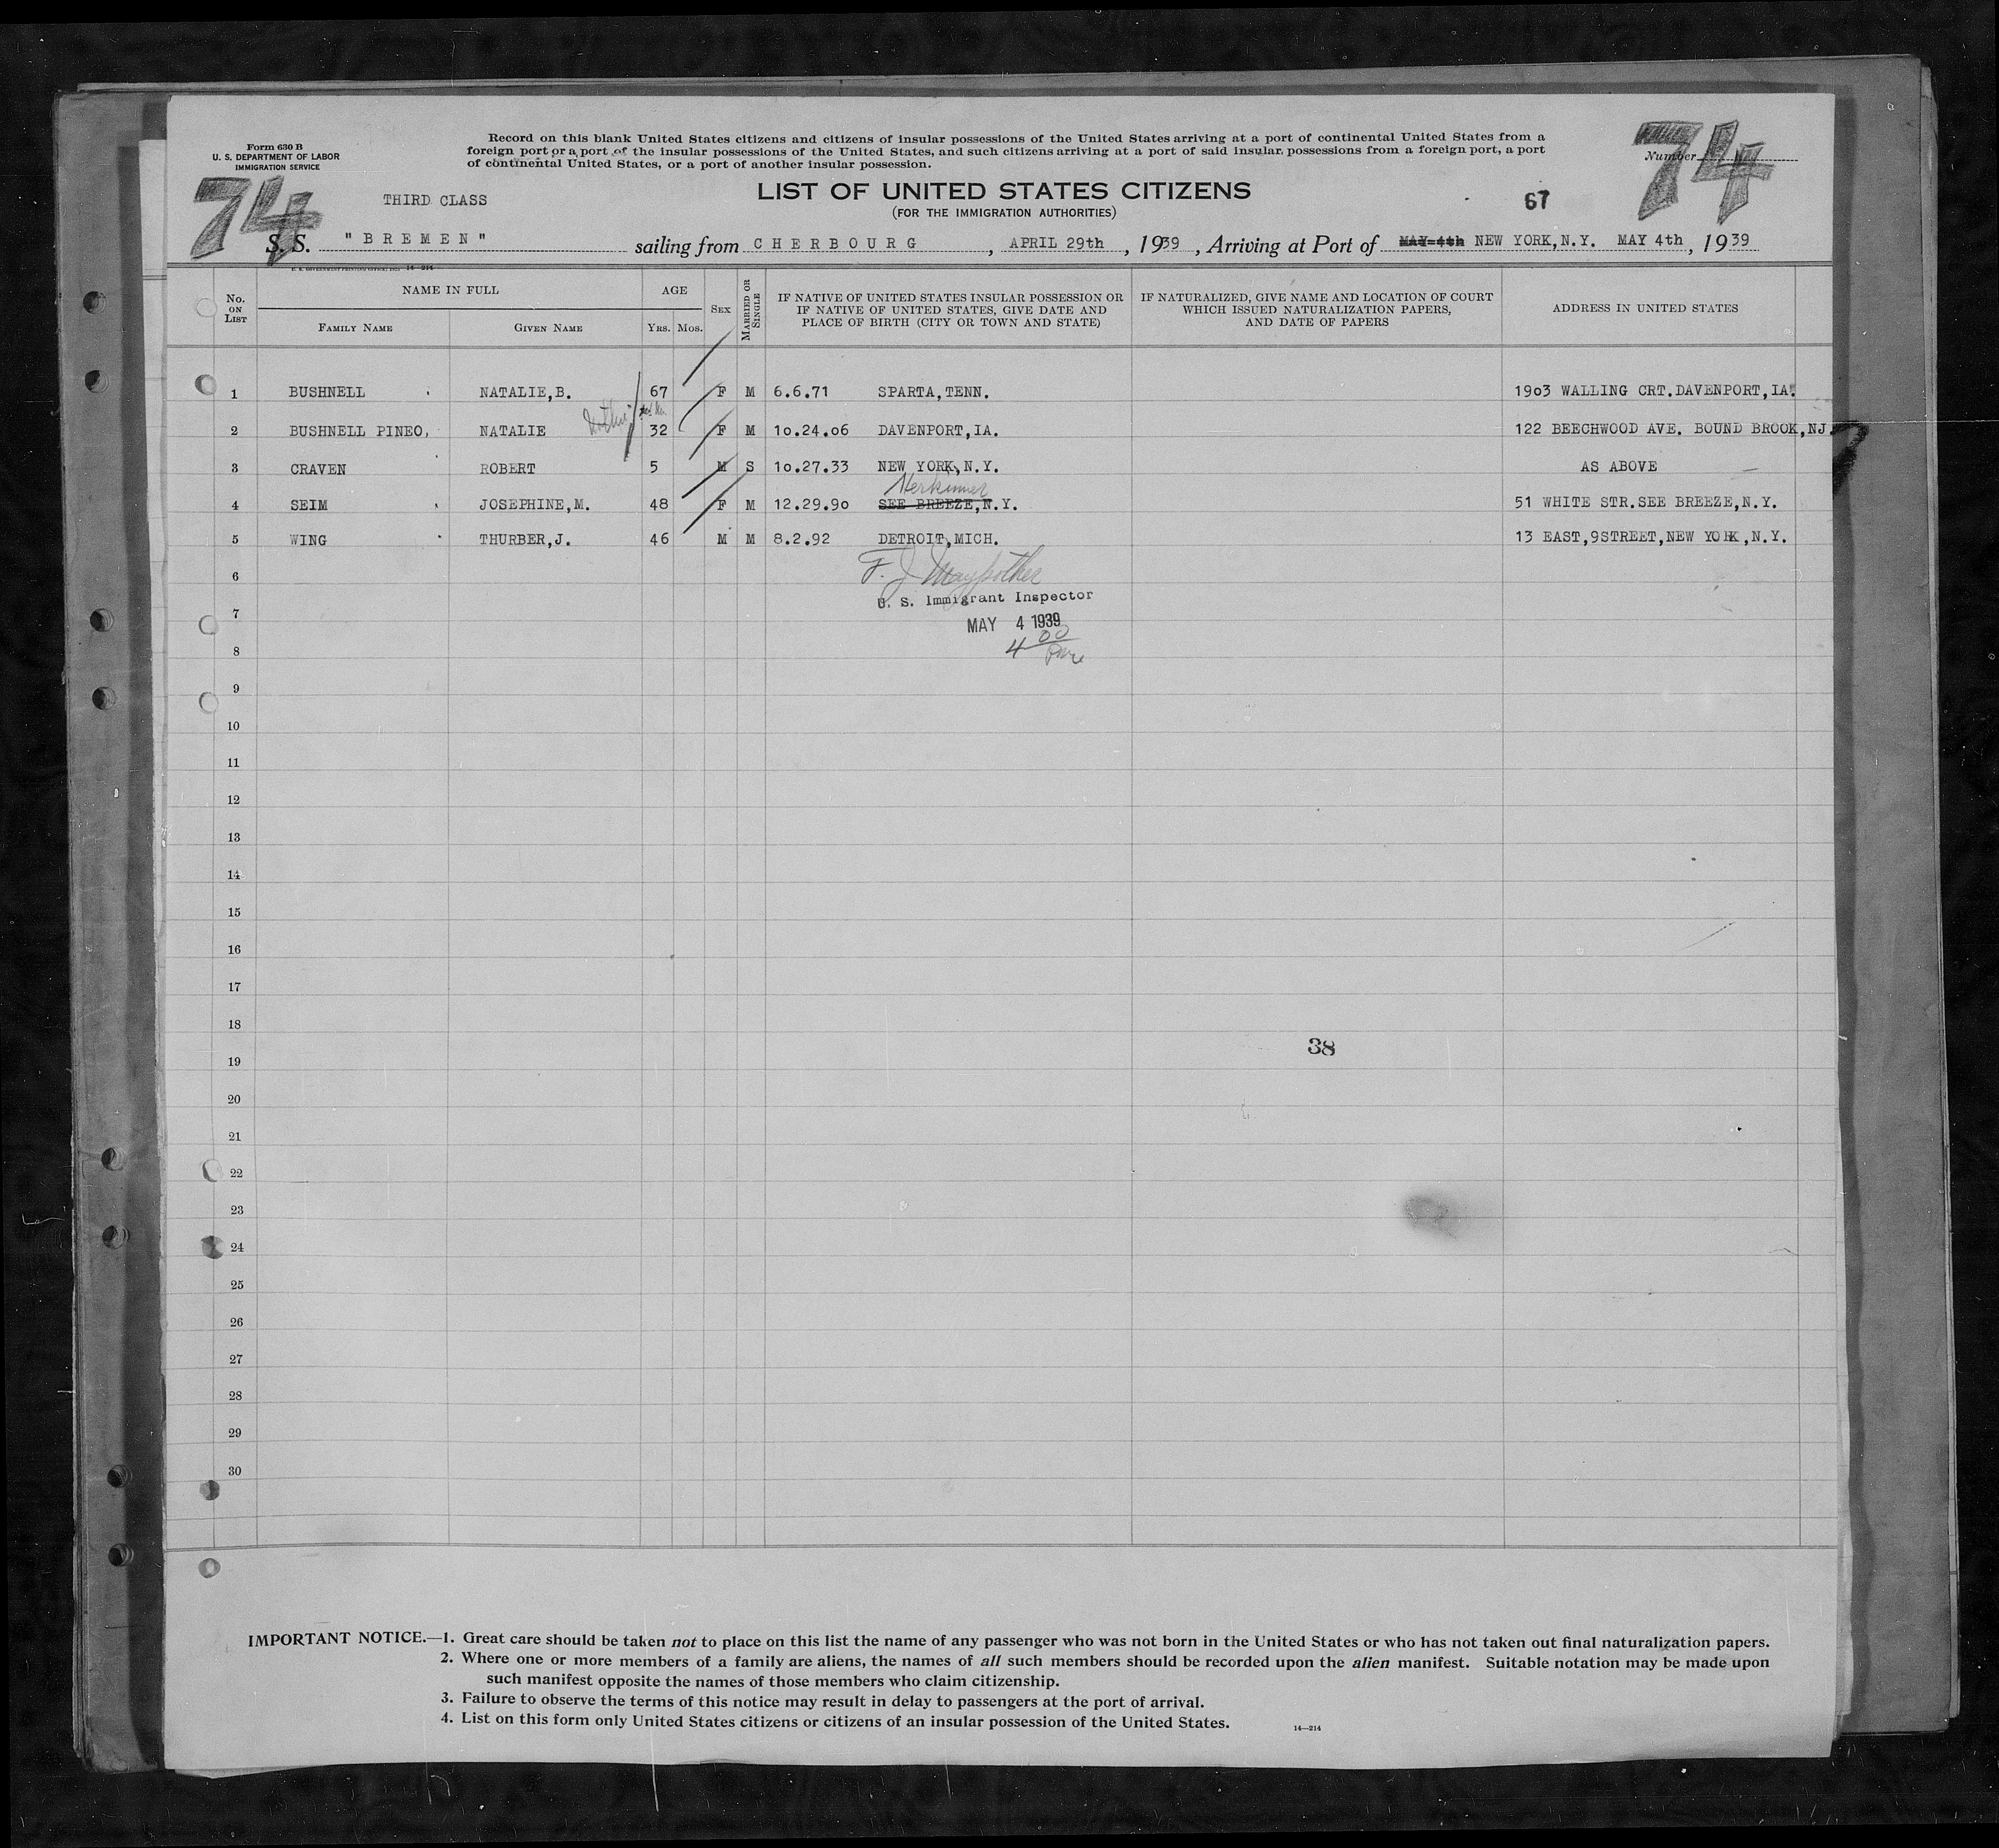 Form 630 B
U. S. DEPARTMENT OF LABOR
IMMIGRATION SERVICE
Record on this blank United States citizens and citizens of insular possessions of the United States arriving at a port of continental United States from a
foreign port or a port of the insular possessions of the United States, and such citizens arriving at a port of said insular possessions from a foreign port, a port
of continental United States, or a port of another insular possession.
Number 74
74
THIRD CLASS
LIST OF UNITED STATES CITIZENS
(FOR THE IMMIGRATION AUTHORITIES)
67
S. S. "BREMEN" sailing from CHERBOURG, APRIL 29th, 1939, Arriving at Port of MAY 4th NEW YORK, N.Y. MAY 4th, 1939
No. ON LIST
NAME IN FULL
FAMILY NAME GIVEN NAME
AGE
YRS. MOS.
SEX
MARRIED OR SINGLE
IF NATIVE OF UNITED STATES INSULAR POSSESSION OR
IF NATIVE OF UNITED STATES, GIVE DATE AND
PLACE OF BIRTH (CITY OR TOWN AND STATE)
IF NATURALIZED, GIVE NAME AND LOCATION OF COURT
WHICH ISSUED NATURALIZATION PAPERS,
AND DATE OF PAPERS
ADDRESS IN UNITED STATES
1 BUSHNELL NATALIE,B. 67 F M 6.6.71 SPARTA,TENN. 1903 WALLING CRT.DAVENPORT,IA.
2 BUSHNELL PINEO, NATALIE 32 F M 10.24.06 DAVENPORT,IA. 122 BEECHWOOD AVE. BOUND BROOK,NJ.
3 CRAVEN ROBERT 5 M S 10.27.33 NEW YORK,N.Y. AS ABOVE
Herkimer
4 SEIM JOSEPHINE,M. 48 F M 12.29.90 SEE BREEZE,N.Y. 51 WHITE STR.SEE BREEZE,N.Y.
5 WING THURBER,J. 46 M M 8.2.92 DETROIT,MICH. 13 EAST,9STREET,NEW YORK,N.Y.
6
U. S. Immigrant Inspector
7
MAY 4 1939
4 00
8
9
10
11
12
13
14
15
16
17
18
38
19
20
21
22
23
24
25
26
27
28
29
30
IMPORTANT NOTICE.—1. Great care should be taken not to place on this list the name of any passenger who was not born in the United States or who has not taken out final naturalization papers.
2. Where one or more members of a family are aliens, the names of all such members should be recorded upon the alien manifest. Suitable notation may be made upon
such manifest opposite the names of those members who claim citizenship.
3. Failure to observe the terms of this notice may result in delay to passengers at the port of arrival.
4. List on this form only United States citizens or citizens of an insular possession of the United States.
14—214